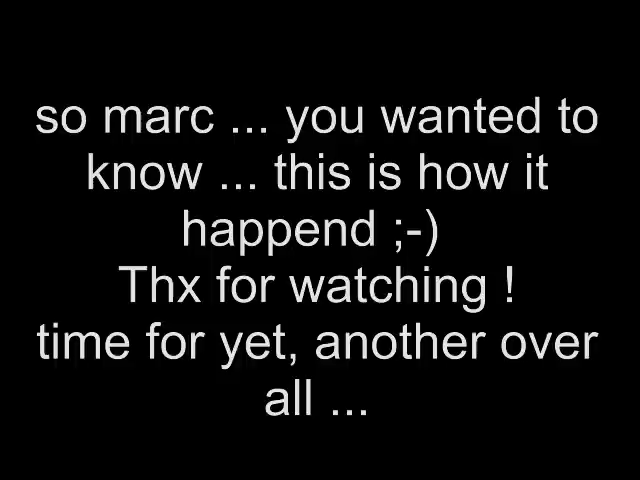 so marc ... you wanted to
know ... this is how it
happend ;-)
Thx for watching !
time for yet, another over
all ...